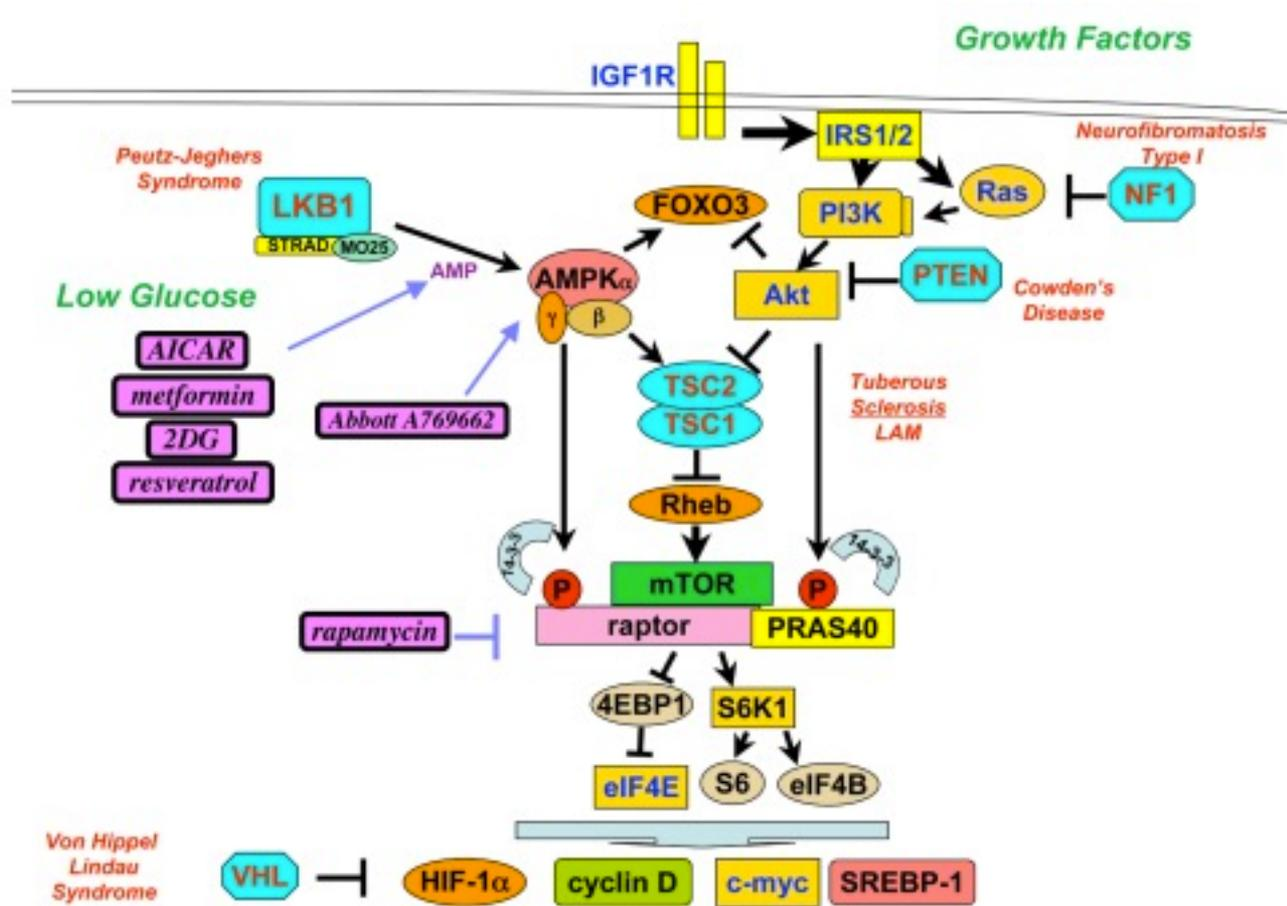 Growth Factors
IGF1R
IRS1/2
Neurofibromatosis
Type I
Peutz-Jeghers
Syndrome
LKB1
STRAD
MO25
FOXO3
PI3K
Ras
NF1
AMP
AMPKα
γ
β
Akt
PTEN
Cowden's
Disease
Low Glucose
AICAR
metformin
2DG
resveratrol
Abbott A769662
TSC2
TSC1
Tuberous
Sclerosis
LAM
Rheb
14-3-3
14-3-3
P
P
mTOR
raptor
PRAS40
rapamycin
4EBP1
S6K1
eIF4E
S6
eIF4B
Von Hippel
Lindau
Syndrome
VHL
HIF-1α
cyclin D
c-myc
SREBP-1